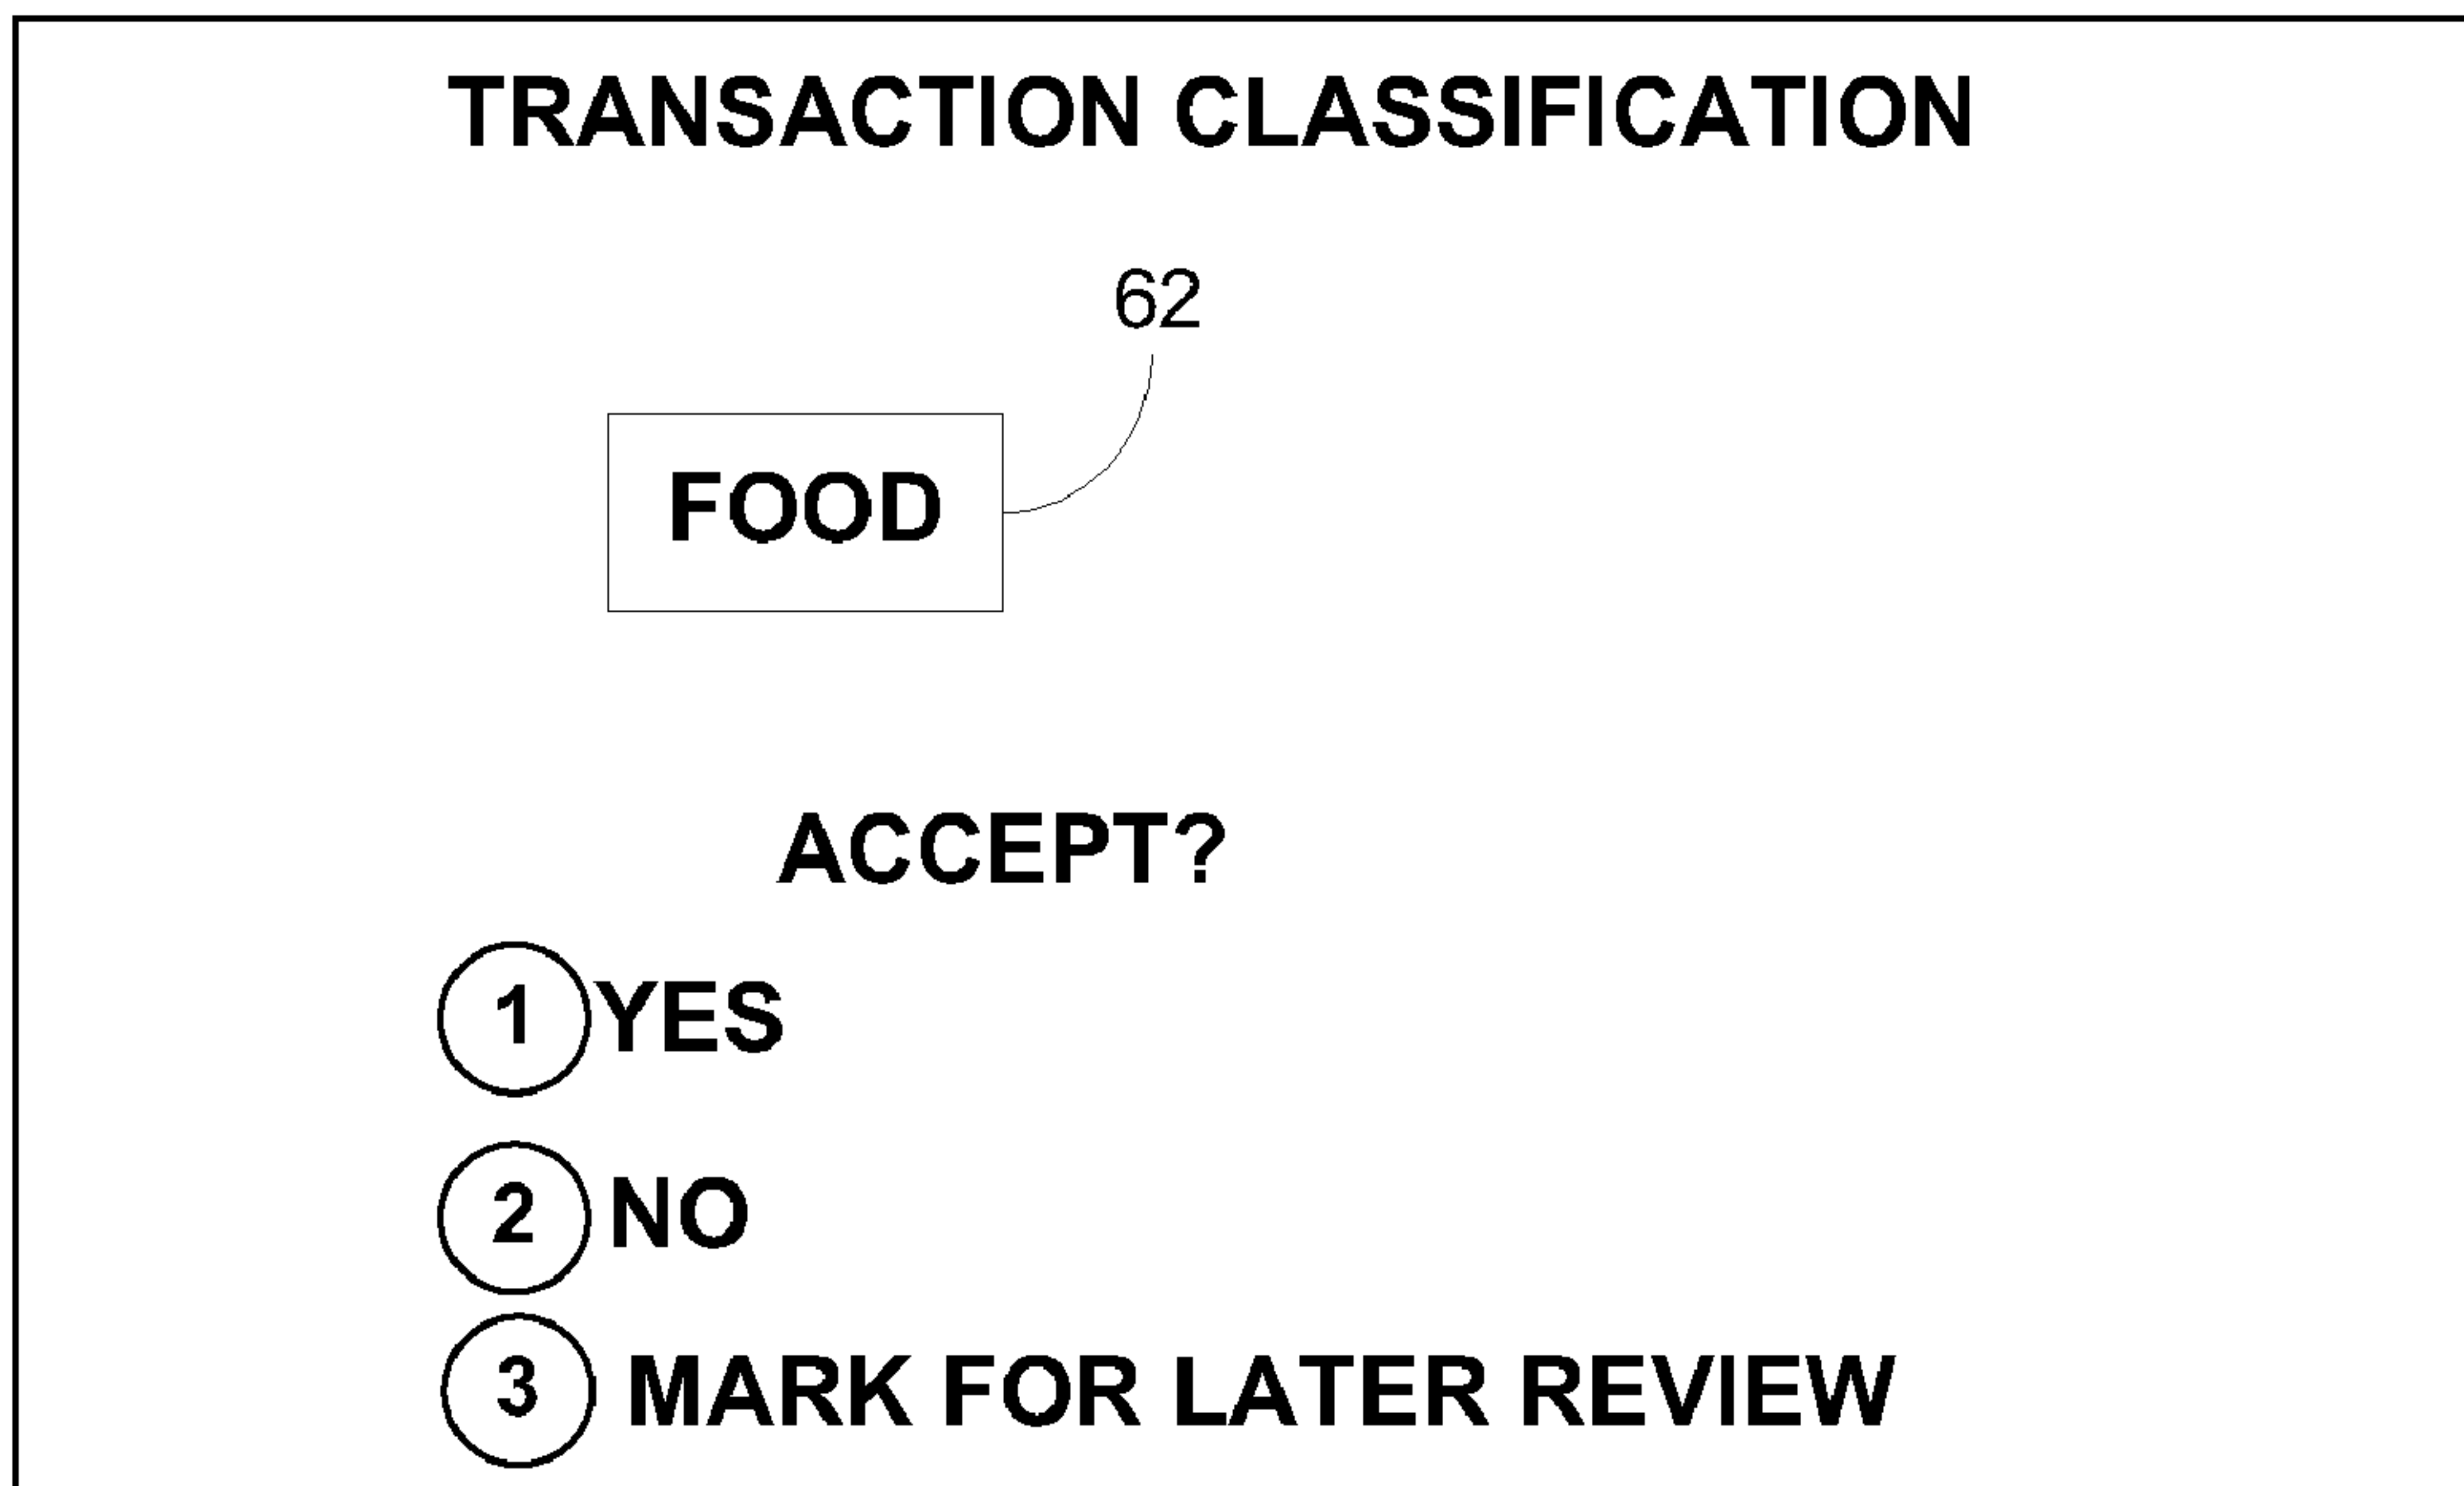 TRANSACTION CLASSIFICATION
62
FOOD
ACCEPT?
1 YES
2 NO
3 MARK FOR LATER REVIEW